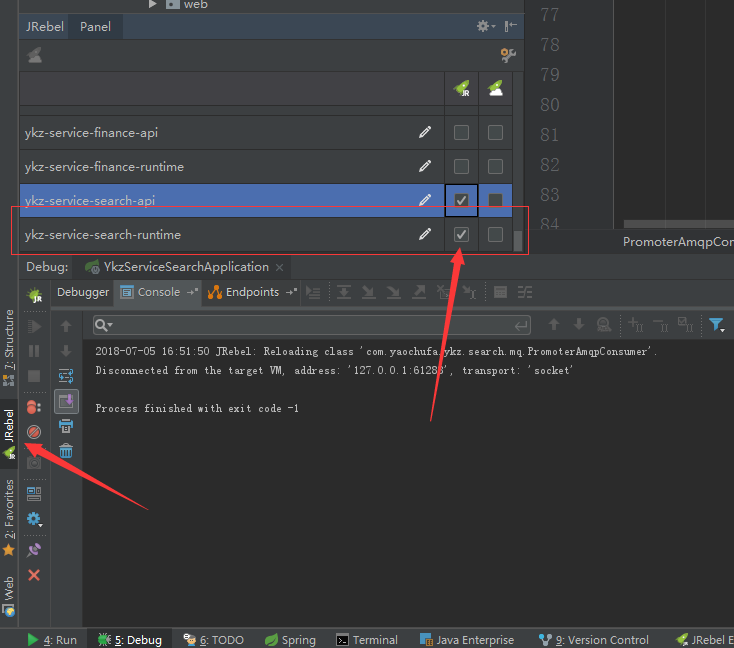 web
JRebel Panel
77
78
79
80
81
82
83
84
ykz-service-finance-api
ykz-service-finance-runtime
ykz-service-search-api
ykz-service-search-runtime
PromoterAmqpCon
Debug: YkzServiceSearchApplication
Debugger Console Endpoints
2018-07-05 16:51:50 JRebel: Reloading class 'com.yaochufa.ykz.search.mq.PromoterAmqpConsumer'.
Disconnected from the target VM, address: '127.0.0.1:61283', transport: 'socket'
Process finished with exit code -1
7: Structure
JRebel
2: Favorites
Web
4: Run 5: Debug 6: TODO Spring Terminal Java Enterprise 9: Version Control JRebel E